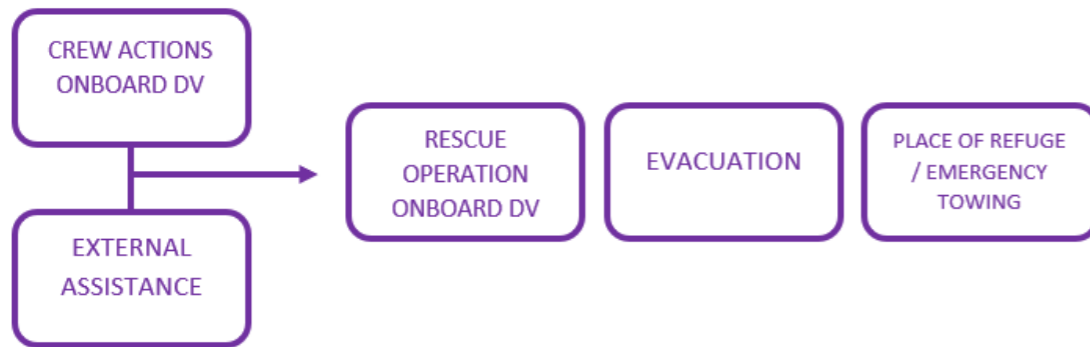 CREW ACTIONS
ONBOARD DV
EXTERNAL
ASSISTANCE
RESCUE
OPERATION
ONBOARD DV
EVACUATION
PLACE OF REFUGE
/ EMERGENCY
TOWING